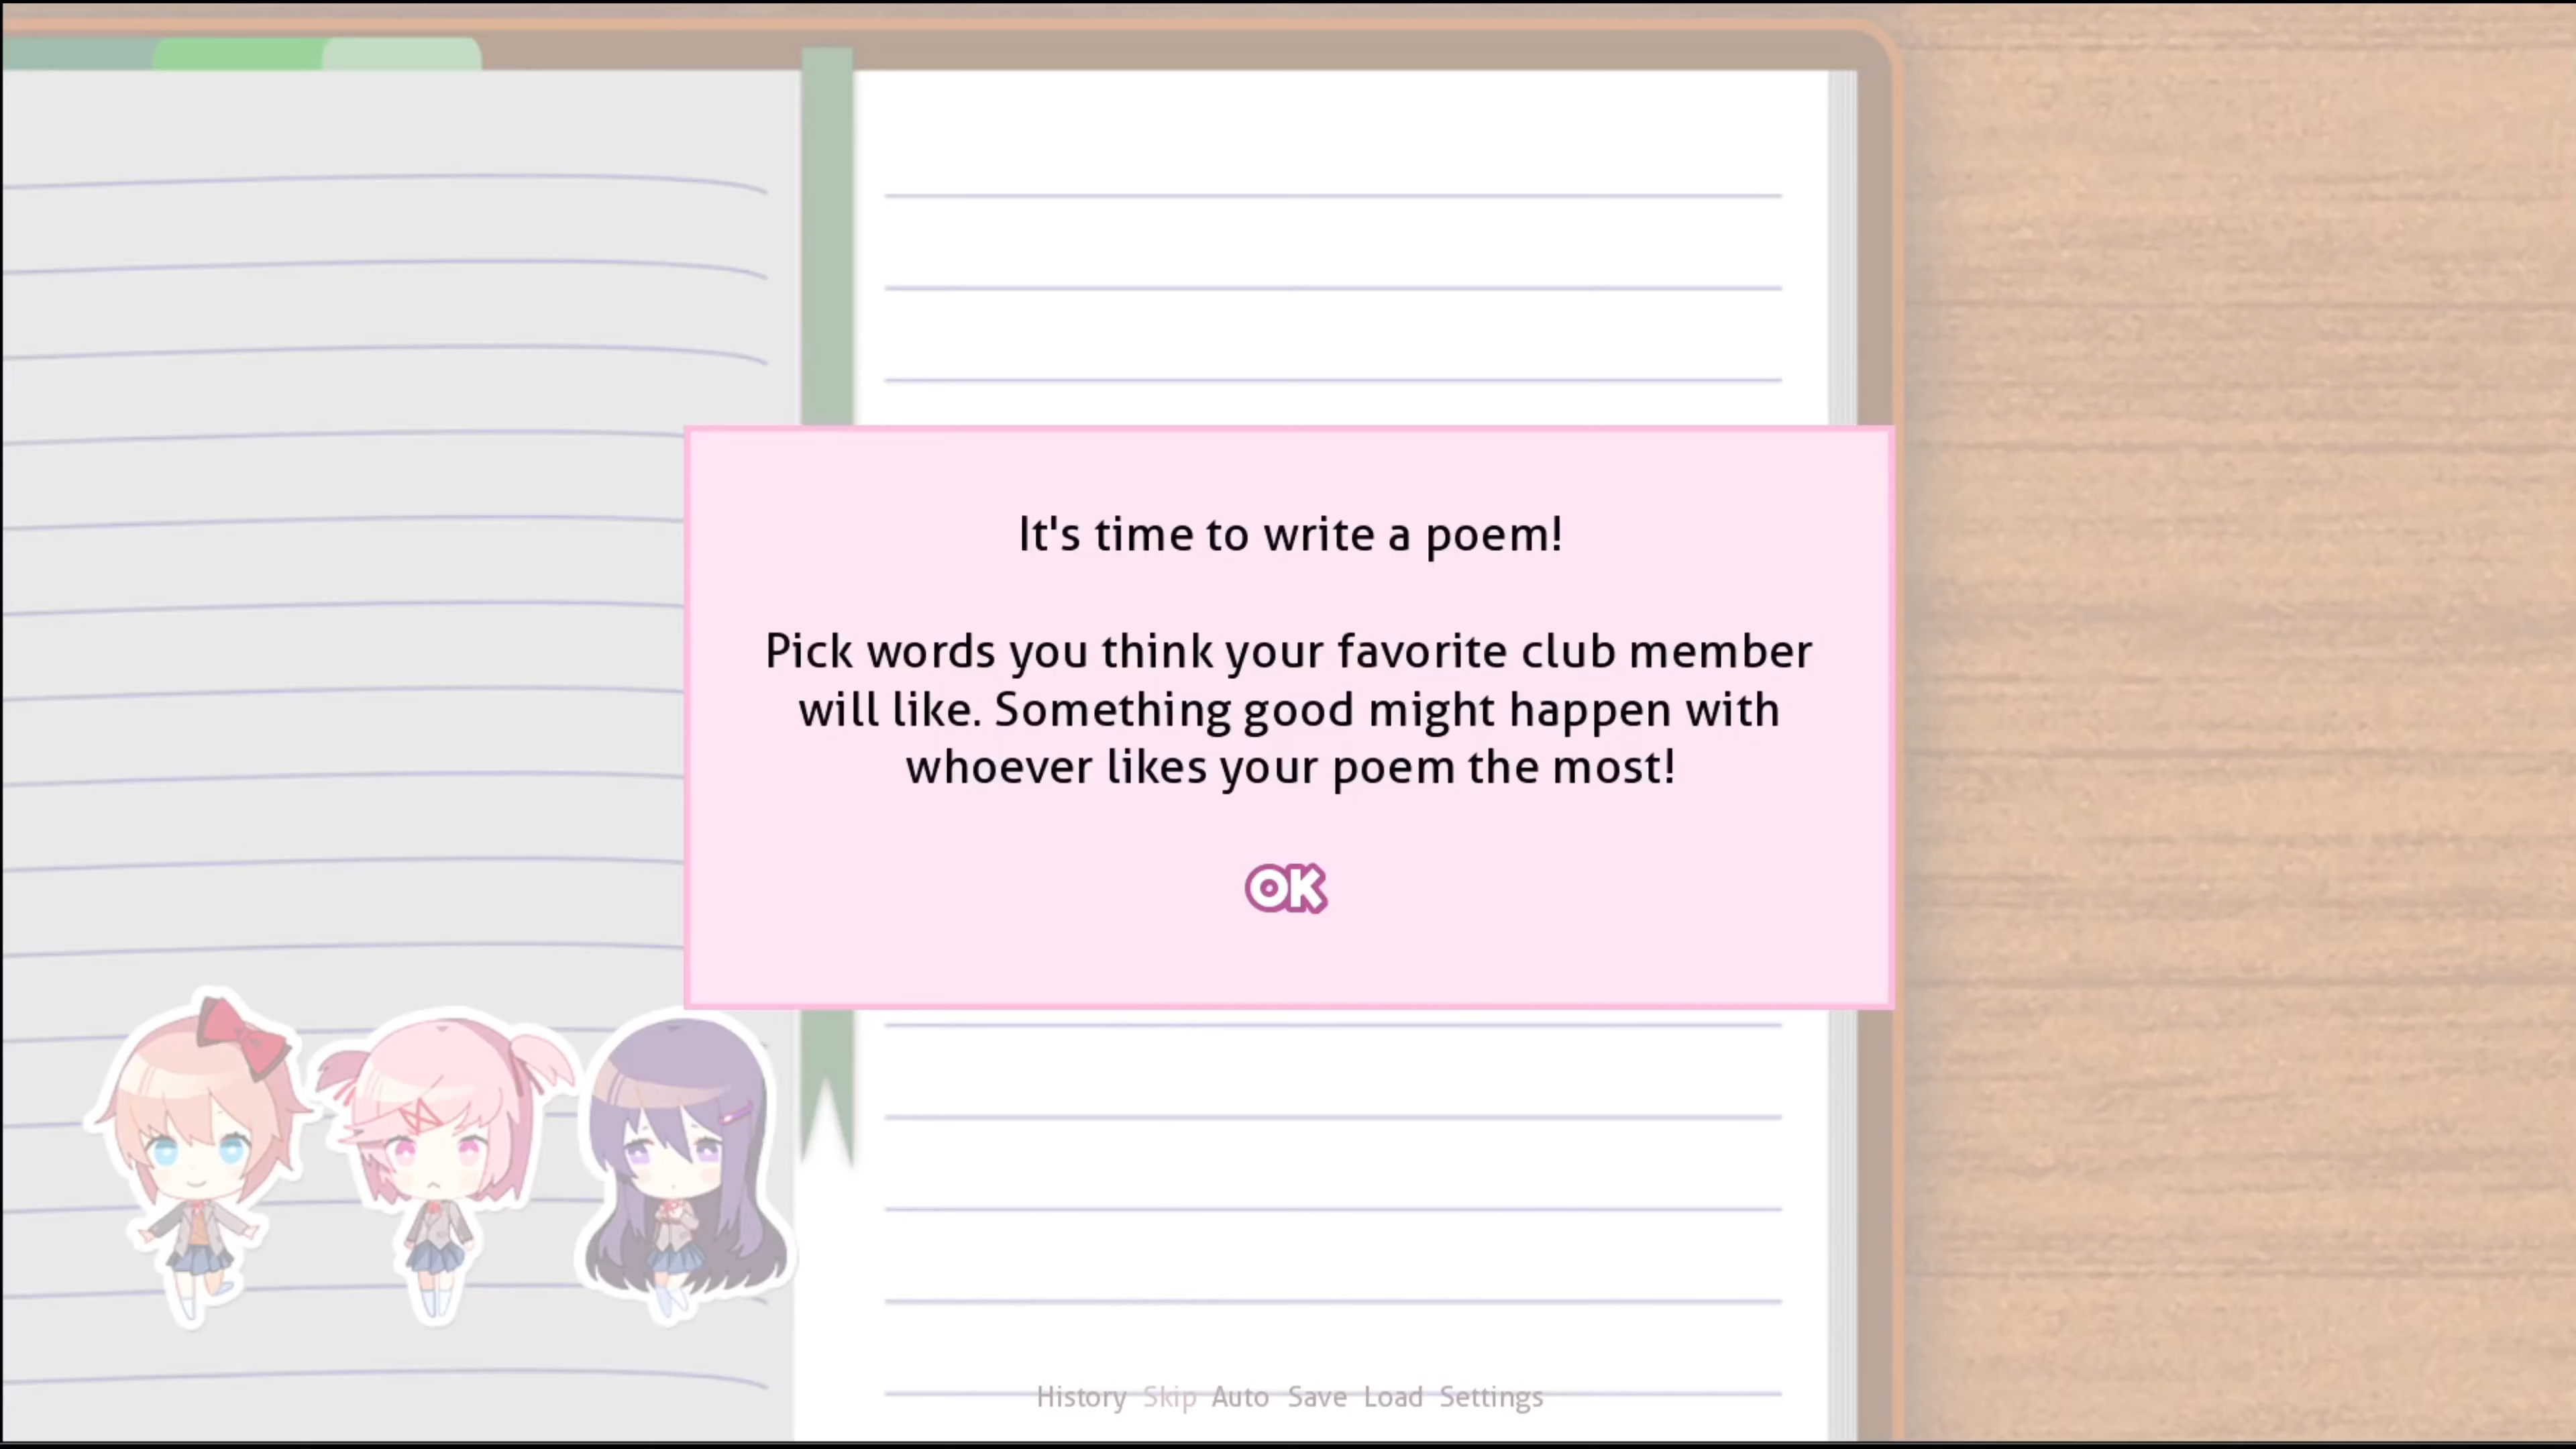 It's time to write a poem!
Pick words you think your favorite club member
will like. Something good might happen with
whoever likes your poem the most!
OK
History Skip Auto Save Load Settings